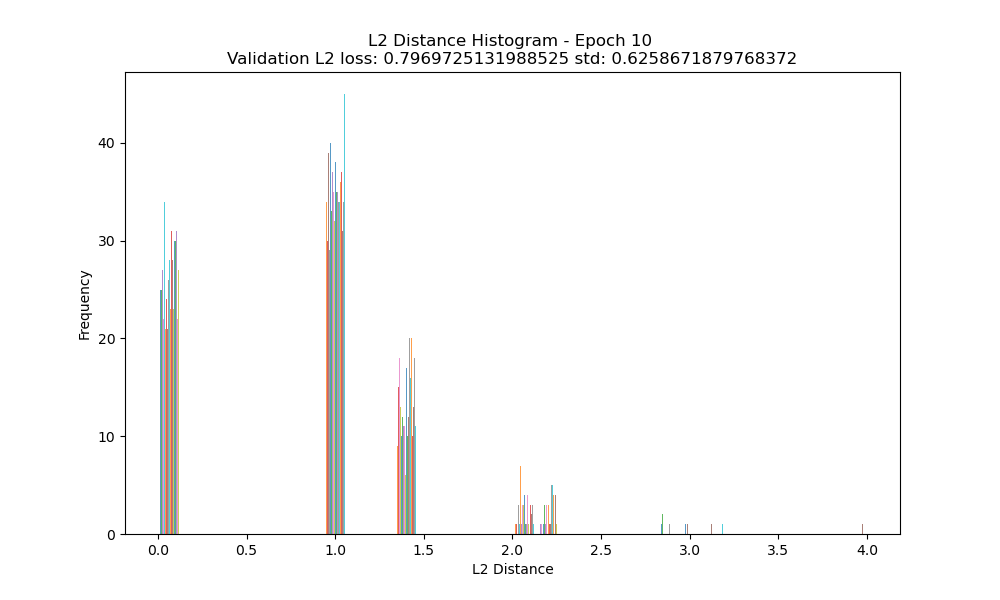 L2 Distance Histogram - Epoch 10
Validation L2 loss: 0.7969725131988525 std: 0.6258671879768372
40
30
20
10
0
Frequency
0.0 0.5 1.0 1.5 2.0 2.5 3.0 3.5 4.0
L2 Distance